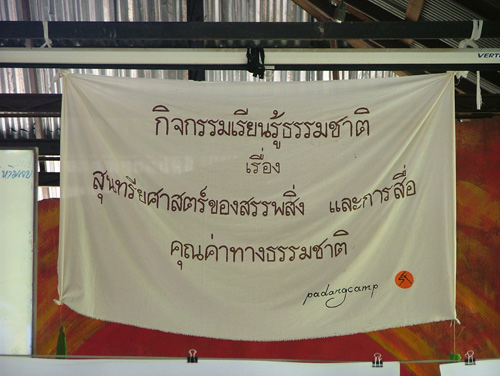 VERT
กิจกรรมเรียนรู้ธรรมชาติ
เรื่อง
สุนทรียศาสตร์ของสรรพสิ่ง และการสื่อ
คุณค่าทางธรรมชาติ
padangcamp